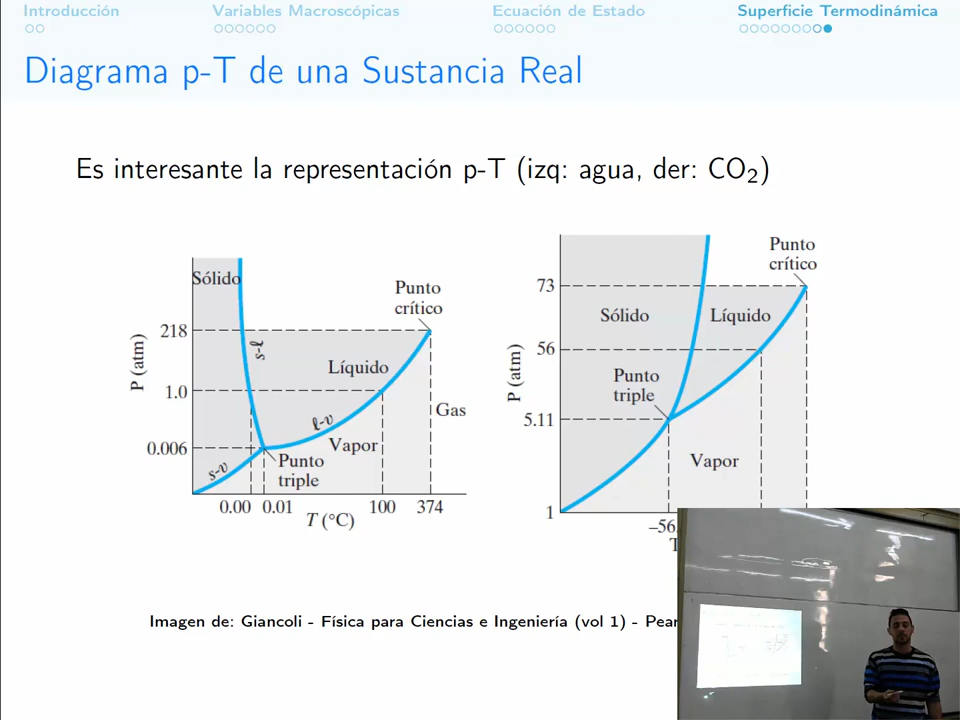 Introducción Variables Macroscópicas Ecuación de Estado Superficie Termodinámica
Diagrama p-T de una Sustancia Real
Es interesante la representación p-T (izq: agua, der: CO₂)
Sólido
Punto
crítico
218
s-ℓ
Líquido
P (atm)
1.0
Gas
ℓ-v
Vapor
0.006
s-v
Punto
triple
0.00 0.01 100 374
T (°C)
Punto
crítico
73
Sólido
Líquido
56
P (atm)
Punto
triple
5.11
Vapor
1
−56.
T
Imagen de: Giancoli - Física para Ciencias e Ingeniería (vol 1) -